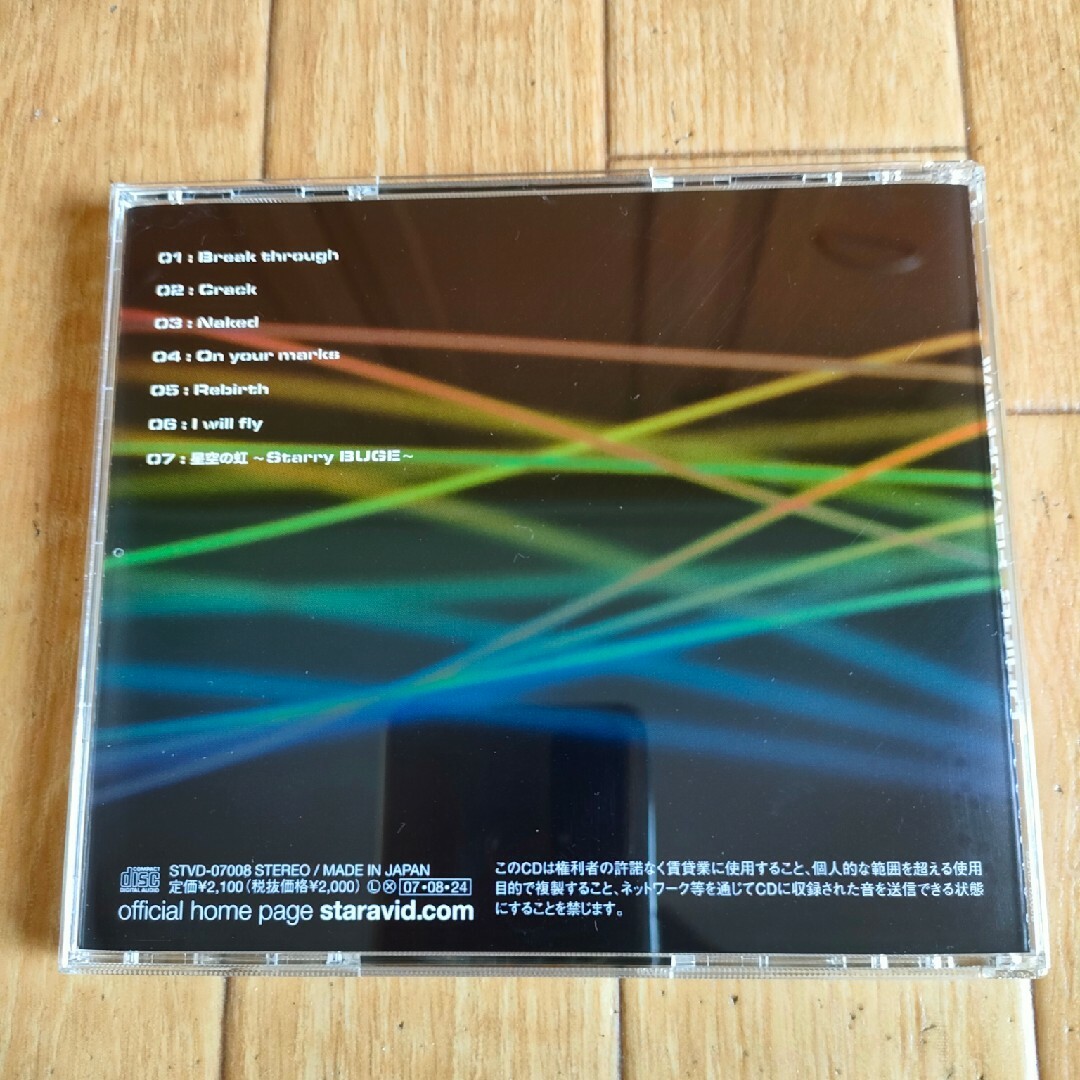 01 : Break through
02 : Crack
03 : Naked
04 : On your marks
05 : Rebirth
06 : I will fly
07 : 星空の虹 ~Starry BUGE~
COMPACT
disc
DIGITAL AUDIO
STVD-07008 STEREO / MADE IN JAPAN
定価¥2,100(税抜価格¥2,000) Ⓛ Ⓧ 07•08•24
official home page staravid.com
このCDは権利者の許諾なく賃貸業に使用すること、個人的な範囲を超える使用
目的で複製すること、ネットワーク等を通じてCDに収録された音を送信できる状態
にすることを禁じます。